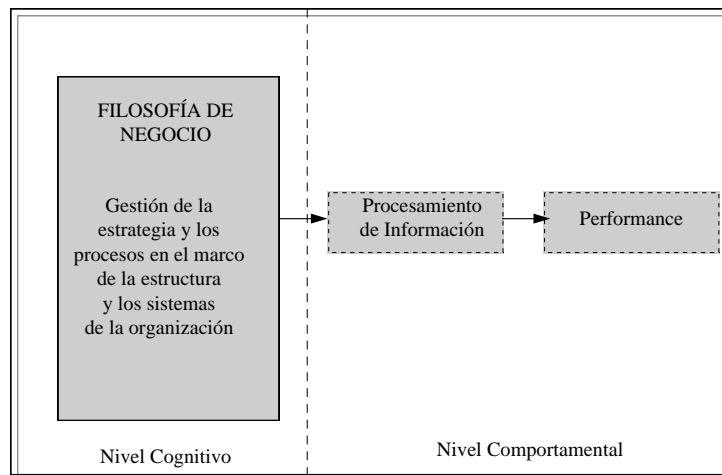 FILOSOFÍA DE
NEGOCIO
Gestión de la
estrategia y los
procesos en el marco
de la estructura
y los sistemas
de la organización
Procesamiento
de Información
Performance
Nivel Cognitivo
Nivel Comportamental